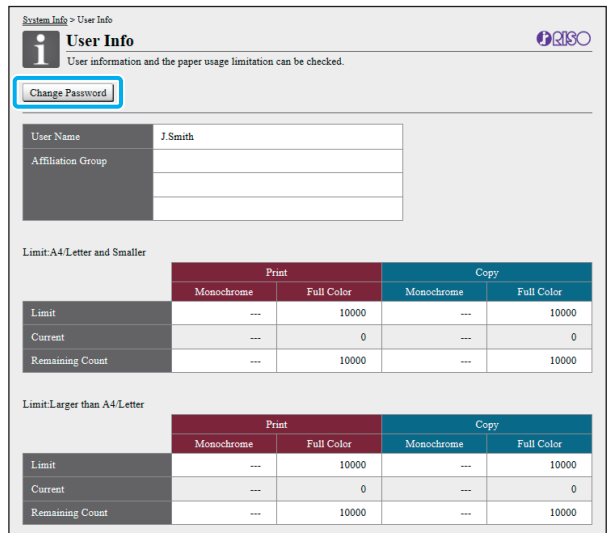 System Info > User Info
i User Info RISO
User information and the paper usage limitation can be checked.
Change Password
User Name J.Smith
Affiliation Group
Limit:A4/Letter and Smaller
Print Copy
Monochrome Full Color Monochrome Full Color
Limit --- 10000 --- 10000
Current --- 0 --- 0
Remaining Count --- 10000 --- 10000
Limit:Larger than A4/Letter
Print Copy
Monochrome Full Color Monochrome Full Color
Limit --- 10000 --- 10000
Current --- 0 --- 0
Remaining Count --- 10000 --- 10000